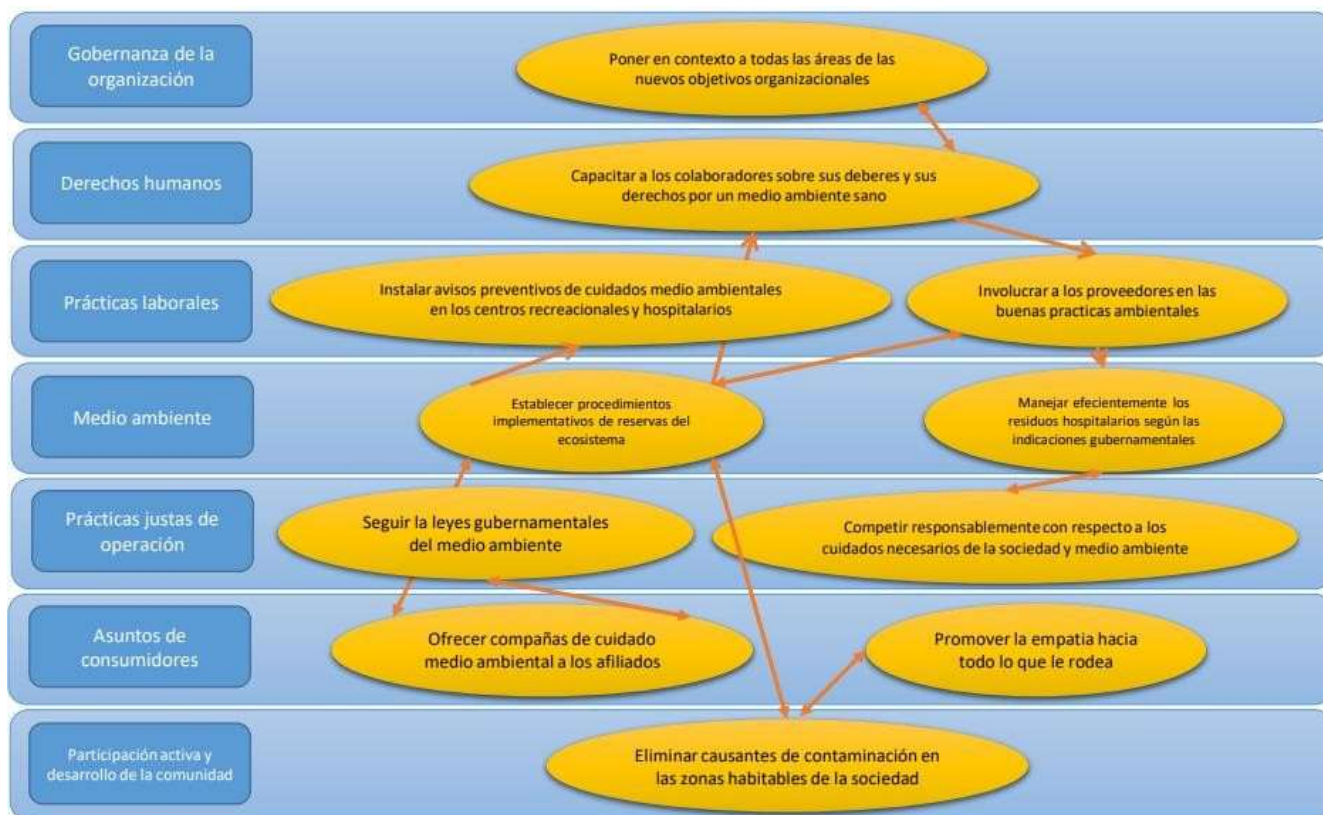 Gobernanza de la
organización
Poner en contexto a todas las áreas de las
nuevos objetivos organizacionales
Derechos humanos
Capacitar a los colaboradores sobre sus deberes y sus
derechos por un medio ambiente sano
Prácticas laborales
Instalar avisos preventivos de cuidados medio ambientales
en los centros recreacionales y hospitalarios
Involucrar a los proveedores en las
buenas practicas ambientales
Medio ambiente
Establecer procedimientos
implementativos de reservas del
ecosistema
Manejar efecientemente los
residuos hospitalarios según las
indicaciones gubernamentales
Prácticas justas de
operación
Seguir la leyes gubernamentales
del medio ambiente
Competir responsablemente con respecto a los
cuidados necesarios de la sociedad y medio ambiente
Asuntos de
consumidores
Ofrecer compañas de cuidado
medio ambiental a los afiliados
Promover la empatia hacia
todo lo que le rodea
Participación activa y
desarrollo de la comunidad
Eliminar causantes de contaminación en
las zonas habitables de la sociedad